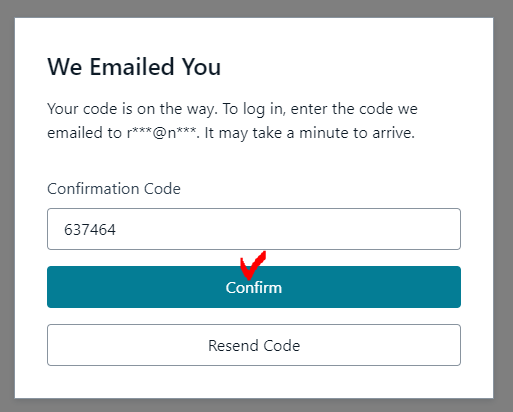 We Emailed You
Your code is on the way. To log in, enter the code we
emailed to r***@n***. It may take a minute to arrive.
Confirmation Code
637464
Confirm
Resend Code